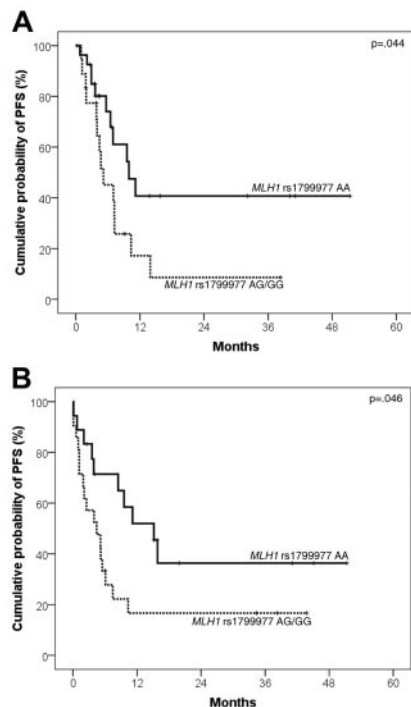 A
p=.044
Cumulative probability of PFS (%)
100
80
60
40
20
0
MLH1 rs1799977 AA
MLH1 rs1799977 AG/GG
0 12 24 36 48 60
Months
B
p=.046
Cumulative probability of PFS (%)
100
80
60
40
20
0
MLH1 rs1799977 AA
MLH1 rs1799977 AG/GG
0 12 24 36 48 60
Months